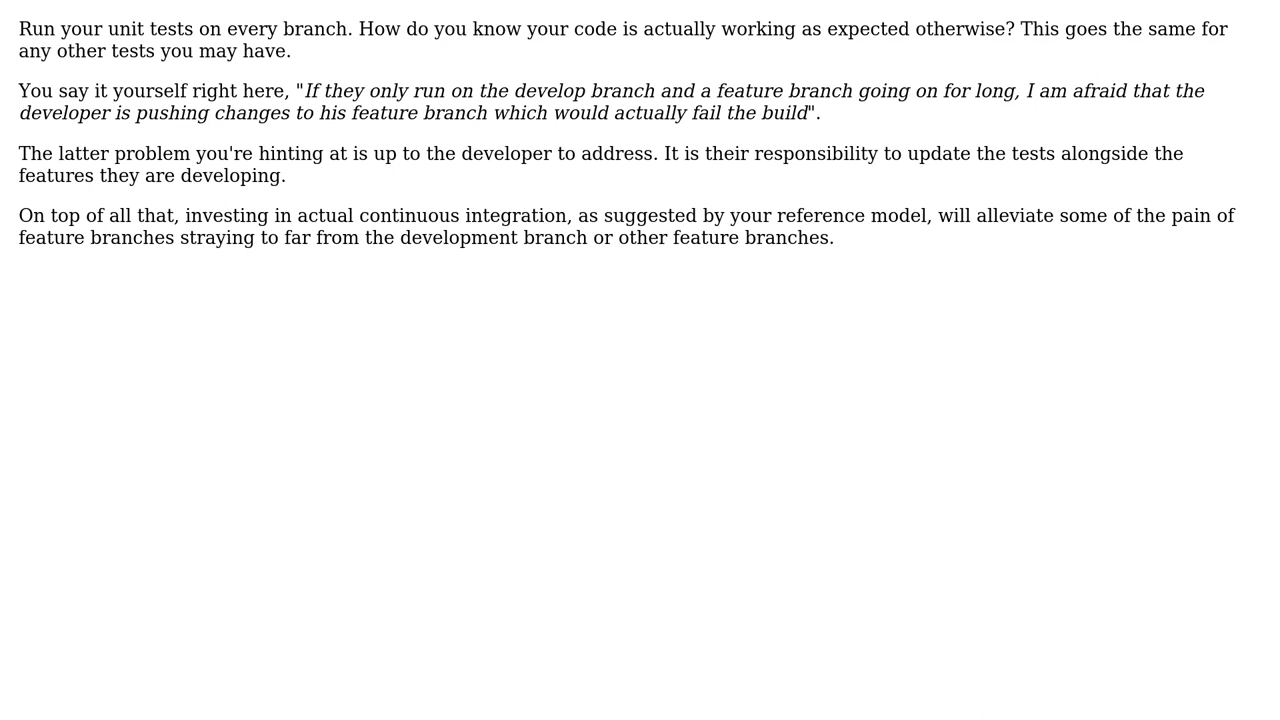 Run your unit tests on every branch. How do you know your code is actually working as expected otherwise? This goes the same for
any other tests you may have.
You say it yourself right here, "If they only run on the develop branch and a feature branch going on for long, I am afraid that the
developer is pushing changes to his feature branch which would actually fail the build".
The latter problem you're hinting at is up to the developer to address. It is their responsibility to update the tests alongside the
features they are developing.
On top of all that, investing in actual continuous integration, as suggested by your reference model, will alleviate some of the pain of
feature branches straying to far from the development branch or other feature branches.